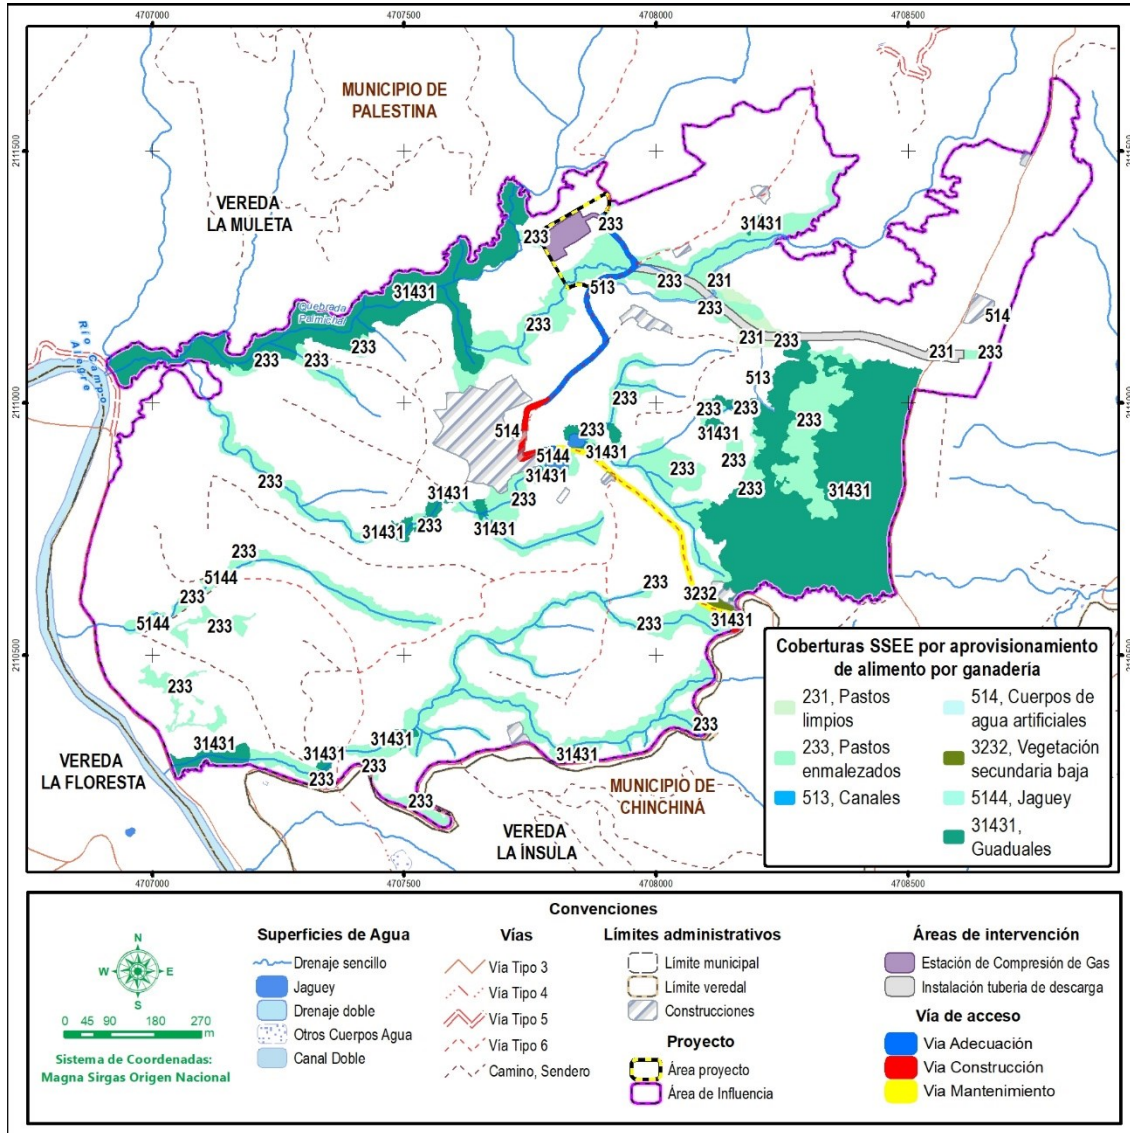 4707000
4707500
4708000
4708500
2111500
2111500
MUNICIPIO DE
PALESTINA
VEREDA
LA MULETA
233
233
31431
31431
Quebrada
Palmichal
513
233
231
233
233
514
233
233
233
231
233
231
233
Río Campo
Alegre
2111000
2111000
513
233
233
233
233
514
233
31431
5144
31431
233
233
31431
31431
233
233
31431
31431
233
31431
233
5144
233
3232
233
5144
233
233
31431
2110500
2110500
233
233
31431
31431
31431
233
233
233
233
VEREDA
LA FLORESTA
MUNICIPIO DE
CHINCHINÁ
VEREDA
LA ÍNSULA
Coberturas SSEE por aprovisionamiento
de alimento por ganadería
231, Pastos
limpios
233, Pastos
enmalezados
513, Canales
514, Cuerpos de
agua artificiales
3232, Vegetación
secundaria baja
5144, Jaguey
31431,
Guaduales
4707000
4707500
4708000
4708500
Convenciones
N
W
E
S
0 45 90 180 270
m
Sistema de Coordenadas:
Magna Sirgas Origen Nacional
Superficies de Agua
Drenaje sencillo
Jaguey
Drenaje doble
Otros Cuerpos Agua
Canal Doble
Vías
Vía Tipo 3
Vía Tipo 4
Vía Tipo 5
Vía Tipo 6
Camino, Sendero
Límites administrativos
Límite municipal
Límite veredal
Construcciones
Proyecto
Área proyecto
Área de Influencia
Áreas de intervención
Estación de Compresión de Gas
Instalación tuberia de descarga
Vía de acceso
Via Adecuación
Via Construcción
Via Mantenimiento